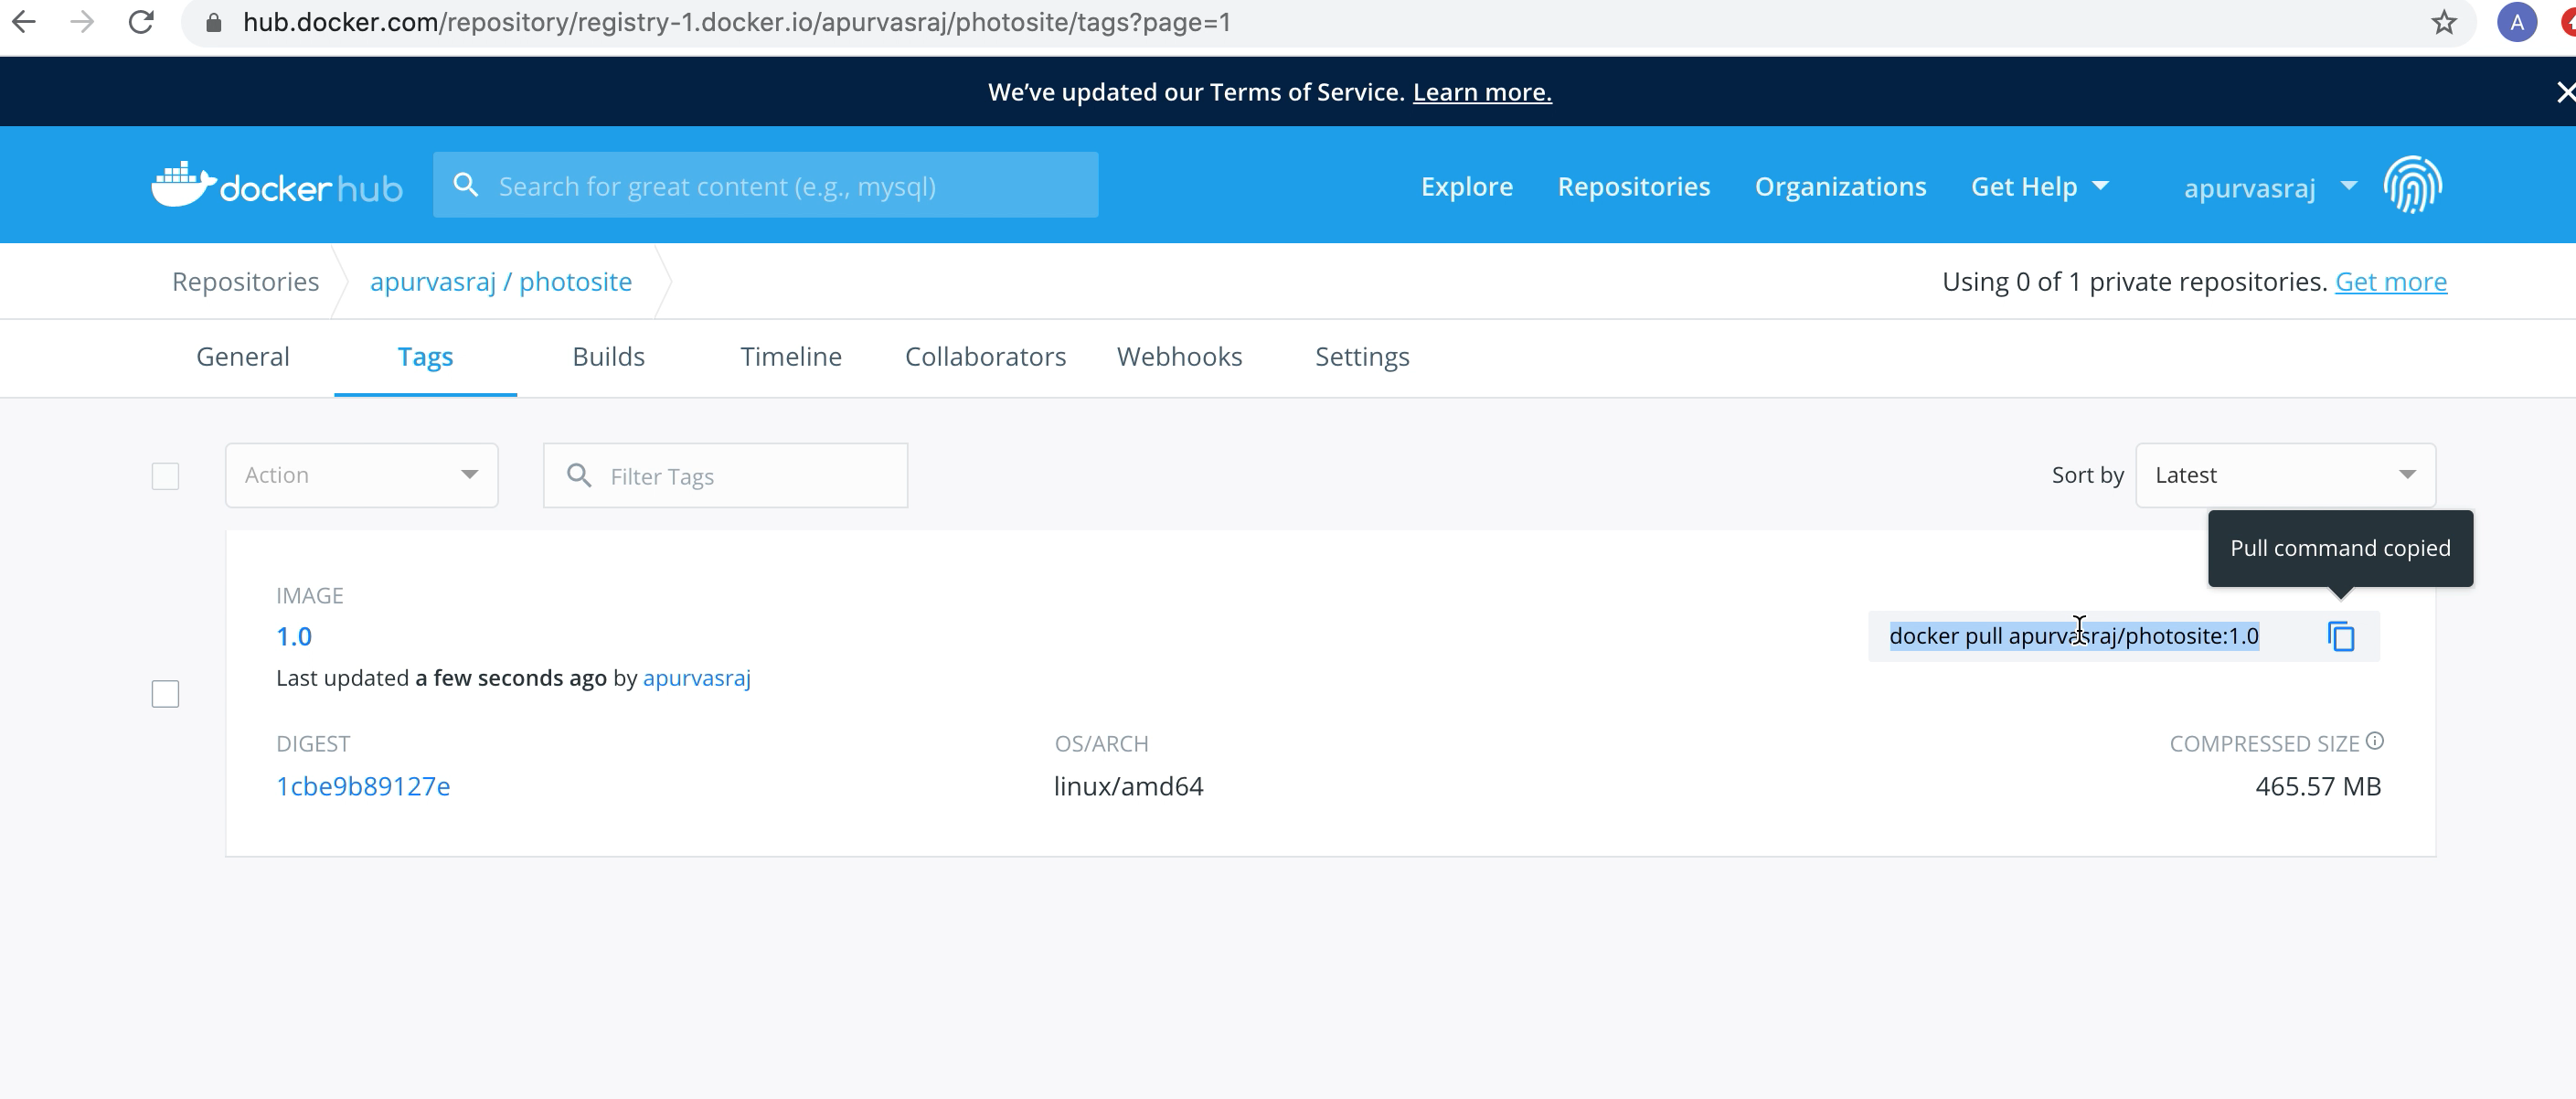 hub.docker.com/repository/registry-1.docker.io/apurvasraj/photosite/tags?page=1
A
We’ve updated our Terms of Service. Learn more.
dockerhub
Search for great content (e.g., mysql)
Explore
Repositories
Organizations
Get Help
apurvasraj
Repositories
apurvasraj / photosite
Using 0 of 1 private repositories. Get more
General
Tags
Builds
Timeline
Collaborators
Webhooks
Settings
Action
Filter Tags
Sort by
Latest
Pull command copied
IMAGE
1.0
docker pull apurvasraj/photosite:1.0
Last updated a few seconds ago by apurvasraj
DIGEST
OS/ARCH
COMPRESSED SIZE
1cbe9b89127e
linux/amd64
465.57 MB